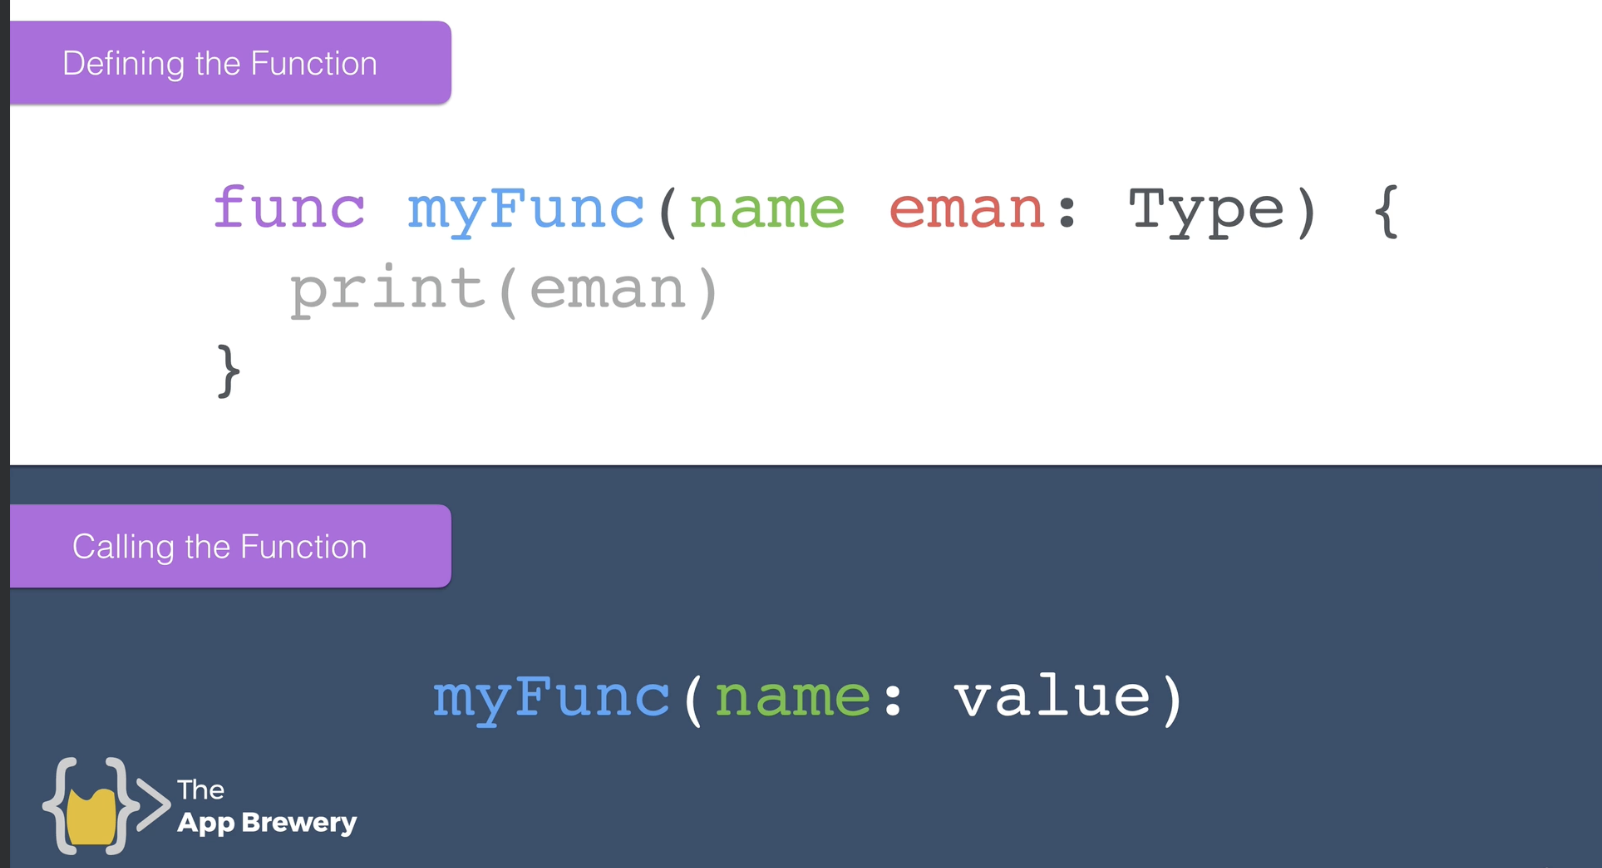 Defining the Function
func myFunc(name eman: Type) {
print(eman)
}
Calling the Function
myFunc(name: value)
The
App Brewery